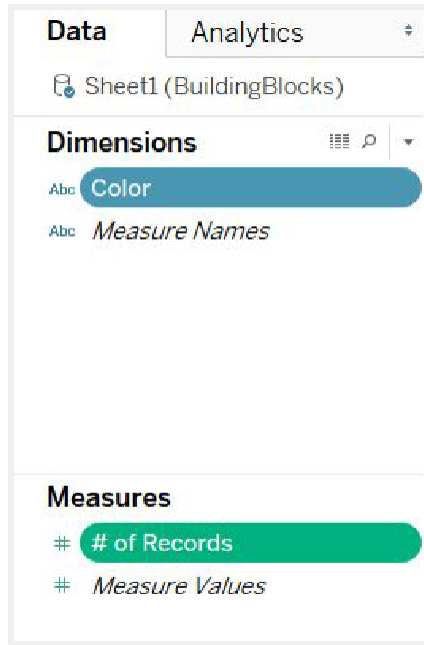 Data
Analytics
Sheet1 (BuildingBlocks)
Dimensions
Abc Color
Abc Measure Names
Measures
# # of Records
# Measure Values